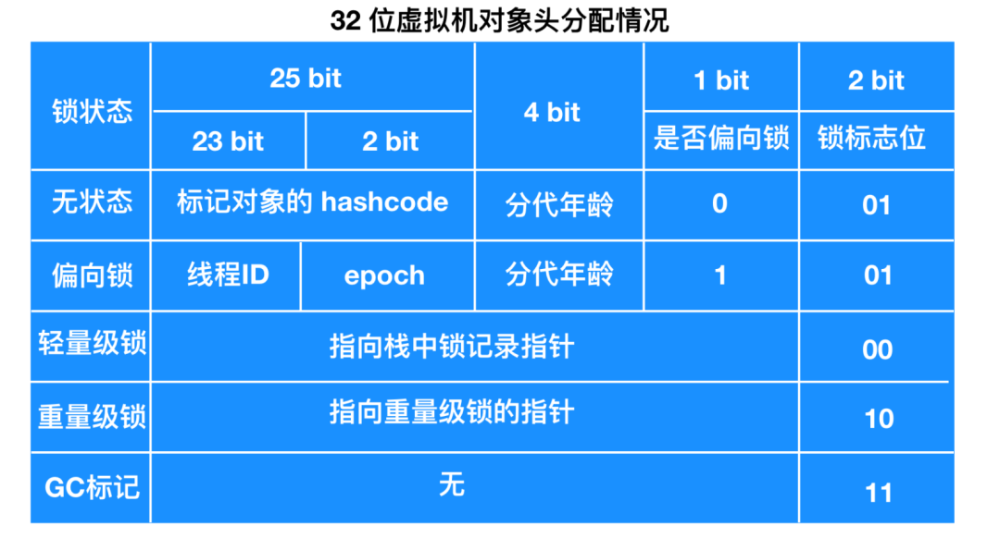 32 位虚拟机对象头分配情况
锁状态
25 bit
23 bit
2 bit
4 bit
1 bit
是否偏向锁
2 bit
锁标志位
无状态
标记对象的 hashcode
分代年龄
0
01
偏向锁
线程ID
epoch
分代年龄
1
01
轻量级锁
指向栈中锁记录指针
00
重量级锁
指向重量级锁的指针
10
GC标记
无
11